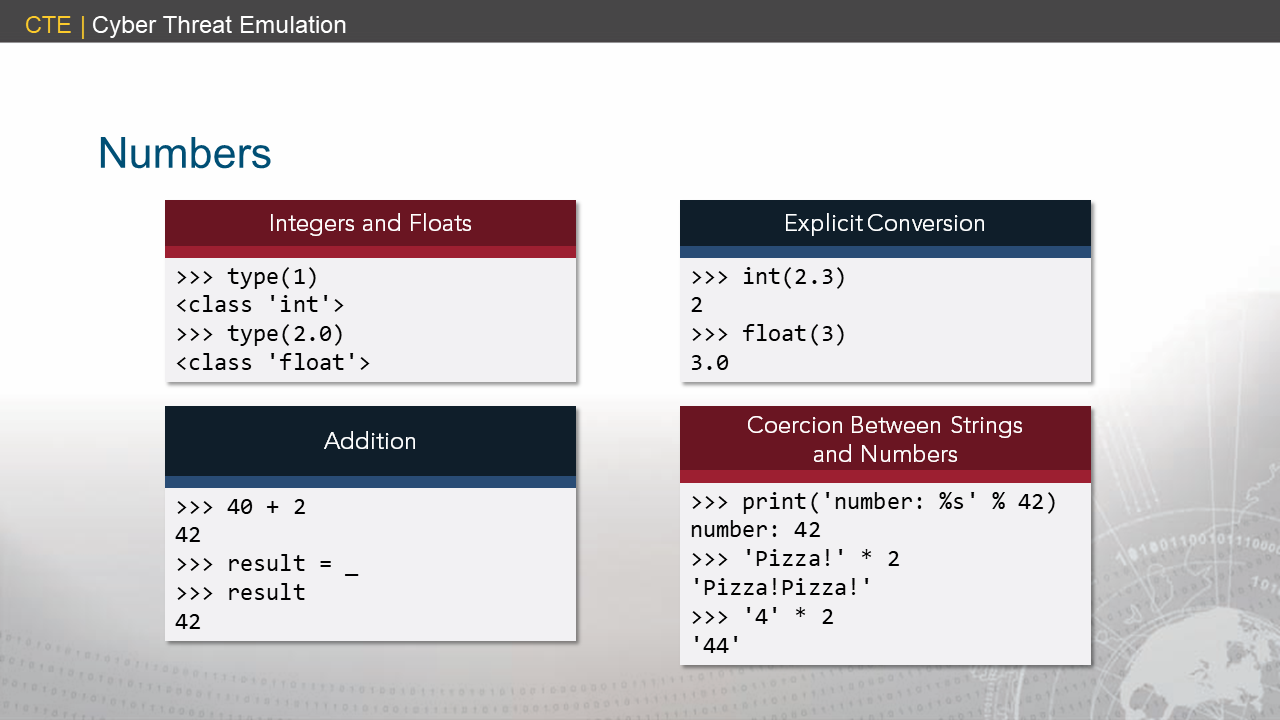 CTE | Cyber Threat Emulation
Numbers
Integers and Floats
>>> type(1)
<class 'int'>
>>> type(2.0)
<class 'float'>
Explicit Conversion
>>> int(2.3)
2
>>> float(3)
3.0
Addition
>>> 40 + 2
42
>>> result = _
>>> result
42
Coercion Between Strings
and Numbers
>>> print('number: %s' % 42)
number: 42
>>> 'Pizza!' * 2
'Pizza!Pizza!'
>>> '4' * 2
'44'